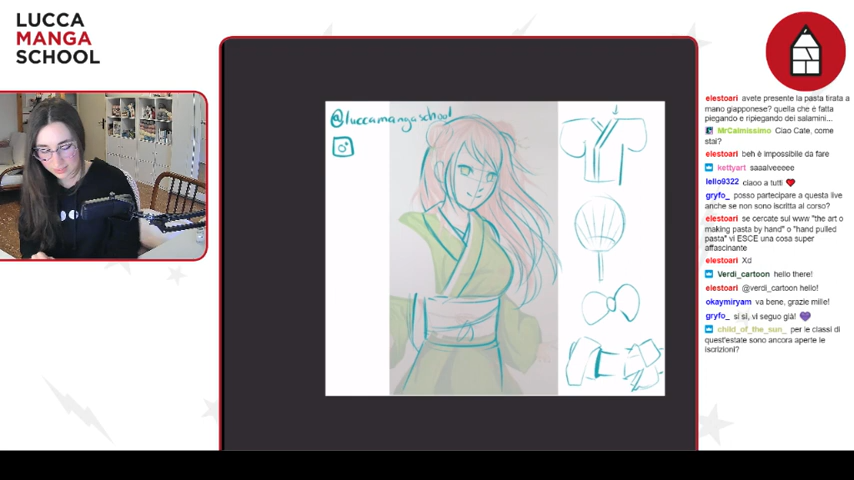 LUCCA
MANGA
SCHOOL
@luccamangaschool
elestoari avete presente la pasta tirata a
mano giapponese? quella che è fatta
piegando e ripiegando dei salamini...
MrCalmissimo Ciao Cate, come
stai?
elestoari beh è impossibile da fare
kettyart saaalveeeee
lello9322 ciaoo a tutti
gryfo_ posso partecipare a questa live
anche se non sono iscritta al corso?
elestoari se cercate su www "the art o
making pasta by hand" o "hand pulled
pasta" vi ESCE una cosa super
affascinante
elestoari Xd
Verdi_cartoon hello there!
elestoari @verdi_cartoon hello!
okaymiryam va bene, grazie mille!
gryfo_ sì sì, vi seguo già!
child_of_the_sun_ per le classi di
quest'estate sono ancora aperte le
iscrizioni?